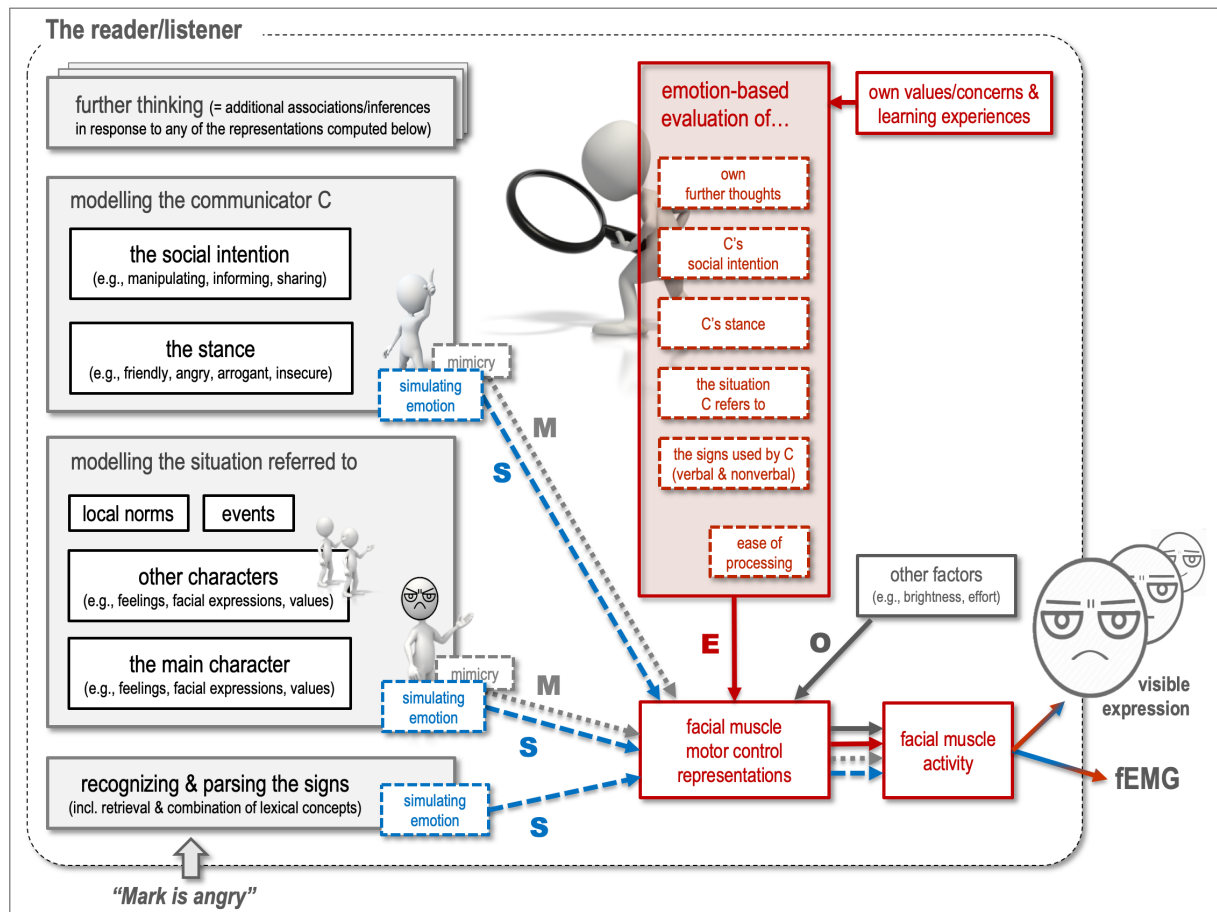 The reader/listener
further thinking (= additional associations/inferences
in response to any of the representations computed below)
modelling the communicator C
the social intention
(e.g., manipulating, informing, sharing)
the stance
(e.g., friendly, angry, arrogant, insecure)
mimicry
simulating
emotion
modelling the situation referred to
local norms
events
other characters
(e.g., feelings, facial expressions, values)
the main character
(e.g., feelings, facial expressions, values)
mimicry
simulating
emotion
recognizing & parsing the signs
(incl. retrieval & combination of lexical concepts)
simulating
emotion
“Mark is angry”
M
S
M
S
S
emotion-based
evaluation of…
own
further thoughts
C's
social intention
C's stance
the situation
C refers to
the signs used by C
(verbal & nonverbal)
ease of
processing
own values/concerns &
learning experiences
E
O
other factors
(e.g., brightness, effort)
facial muscle
motor control
representations
facial muscle
activity
visible
expression
fEMG